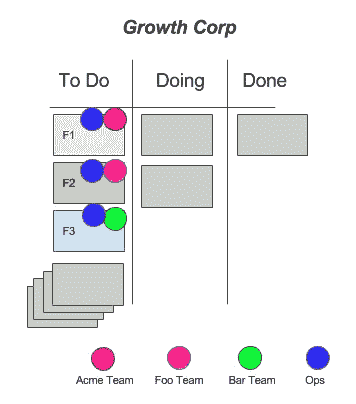 Growth Corp
To Do
Doing
Done
F1
F2
F3
Acme Team
Foo Team
Bar Team
Ops